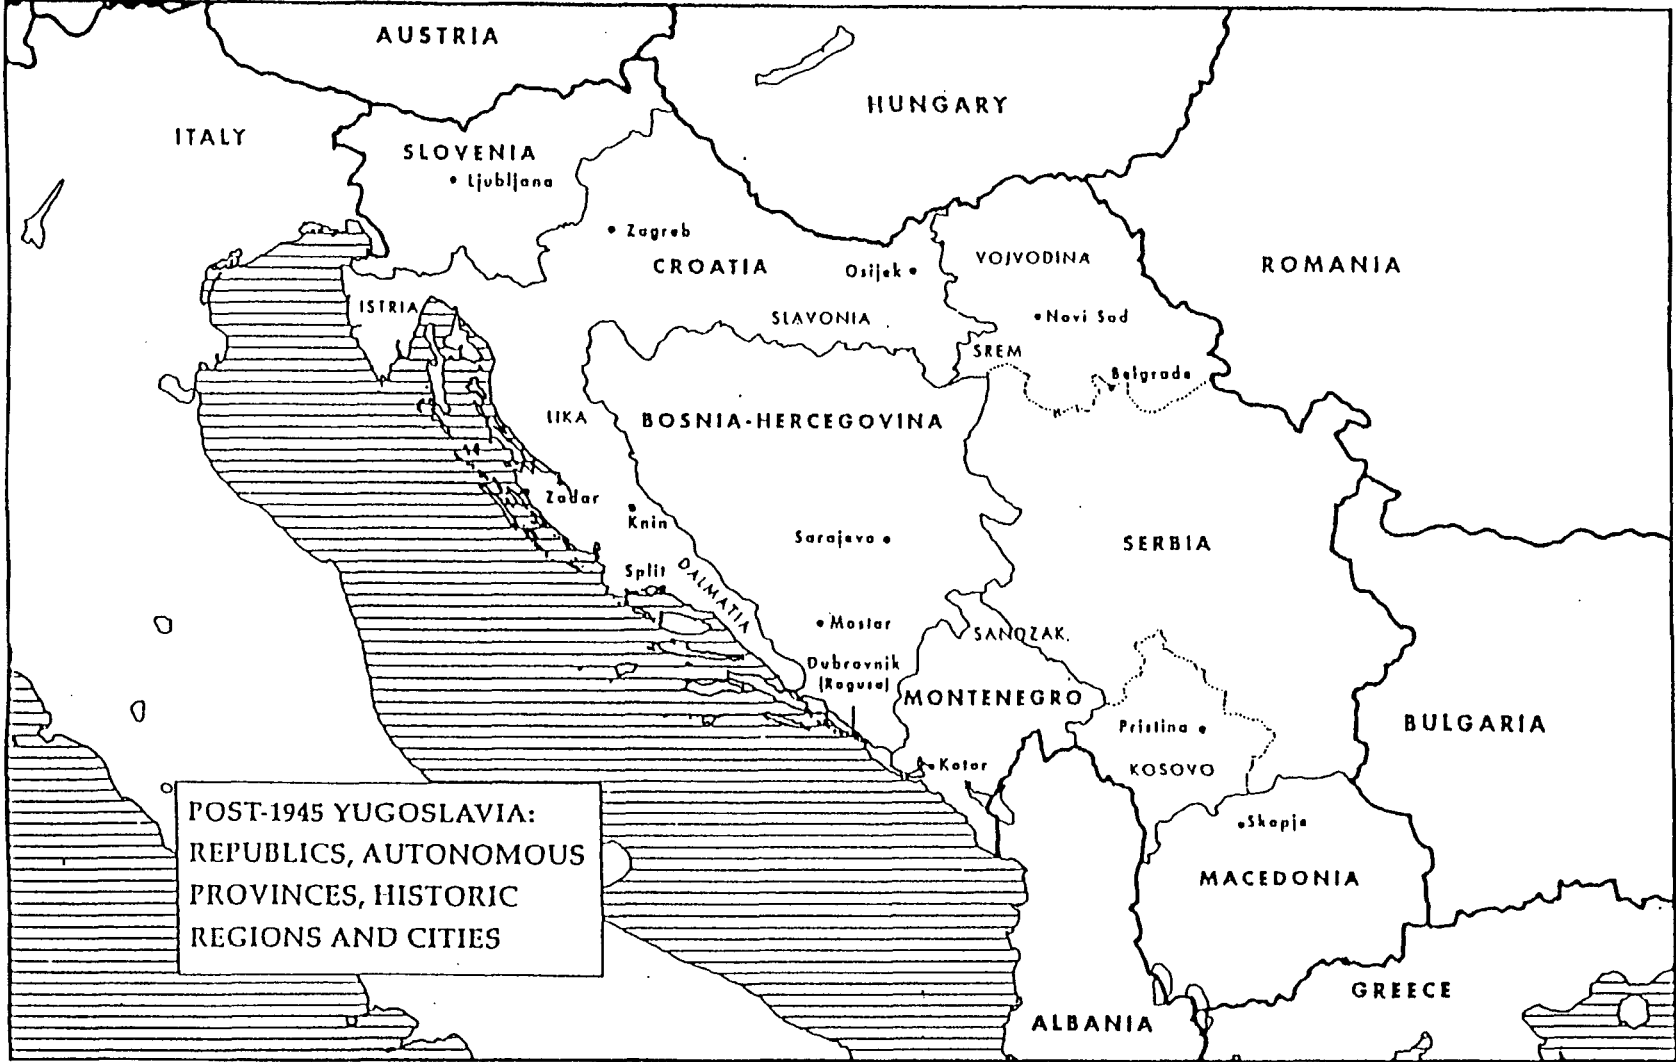 AUSTRIA
HUNGARY
ITALY
SLOVENIA
Ljubljana
Zagreb
CROATIA
Osijek
VOJVODINA
ROMANIA
ISTRIA
SLAVONIA
Novi Sad
SREM
Belgrade
LIKA
BOSNIA-HERCEGOVINA
Zadar
Knin
Sarajevo
SERBIA
Split
DALMATIA
Mostar
SANDZAK
Dubrovnik
(Ragusa)
MONTENEGRO
Pristina
BULGARIA
Kotor
KOSOVO
POST-1945 YUGOSLAVIA:
REPUBLICS, AUTONOMOUS
PROVINCES, HISTORIC
REGIONS AND CITIES
Skopje
MACEDONIA
GREECE
ALBANIA